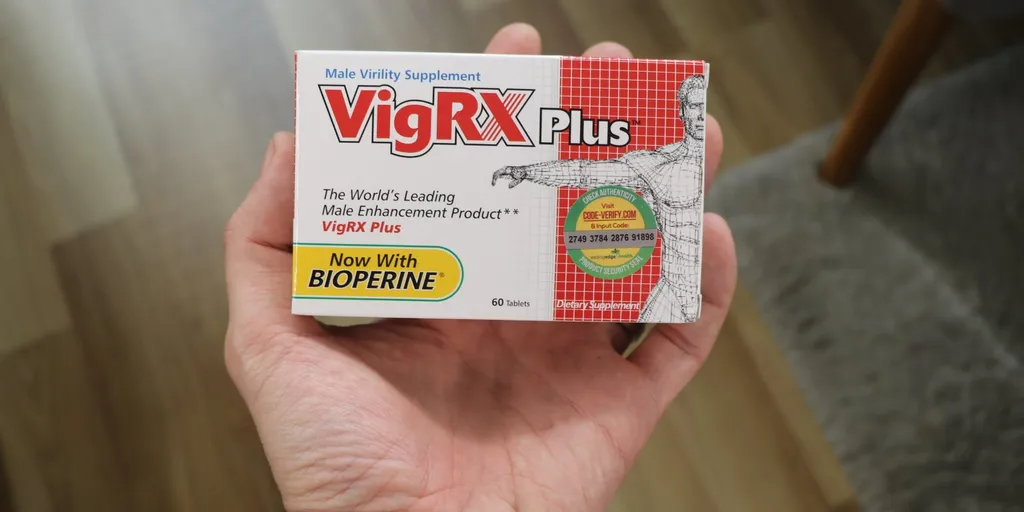 Male Virility Supplement
VigRX Plus™
The World's Leading
Male Enhancement Product**
VigRX Plus
Now With
BIOPERINE®
60 Tablets
CHECK AUTHENTICITY
Visit
CODE-VERIFY.COM
& Input Code:
2749 3784 2876 91898
PRODUCT SECURITY SEAL
Dietary Supplement